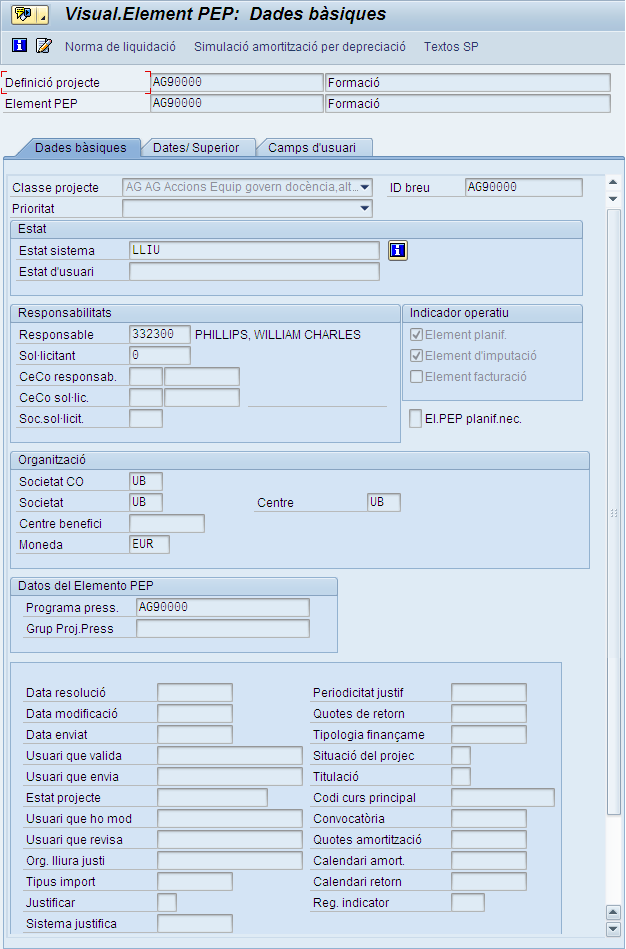 Visual.Element PEP: Dades bàsiques
Norma de liquidació Simulació amortització per depreciació Textos SP
Definició projecte AG90000 Formació
Element PEP AG90000 Formació
Dades bàsiques Dates/ Superior Camps d'usuari
Classe projecte AG AG Accions Equip govern docència,alt... ID breu AG90000
Prioritat
Estat
Estat sistema LLIU
Estat d'usuari
Responsabilitats Indicador operatiu
Responsable 332300 PHILLIPS, WILLIAM CHARLES Element planif.
Sol·licitant 0 Element d'imputació
CeCo responsab. Element facturació
CeCo sol·lic.
Soc.sol·licit. El.PEP planif.nec.
Organització
Societat CO UB
Societat UB Centre UB
Centre benefici
Moneda EUR
Datos del Elemento PEP
Programa press. AG90000
Grup Proj.Press
Data resolució Periodicitat justif
Data modificació Quotes de retorn
Data enviat Tipologia finançame
Usuari que valida Situació del projec
Usuari que envia Titulació
Estat projecte Codi curs principal
Usuari que ho mod Convocatòria
Usuari que revisa Quotes amortització
Org. lliura justi Calendari amort.
Tipus import Calendari retorn
Justificar Reg. indicator
Sistema justifica